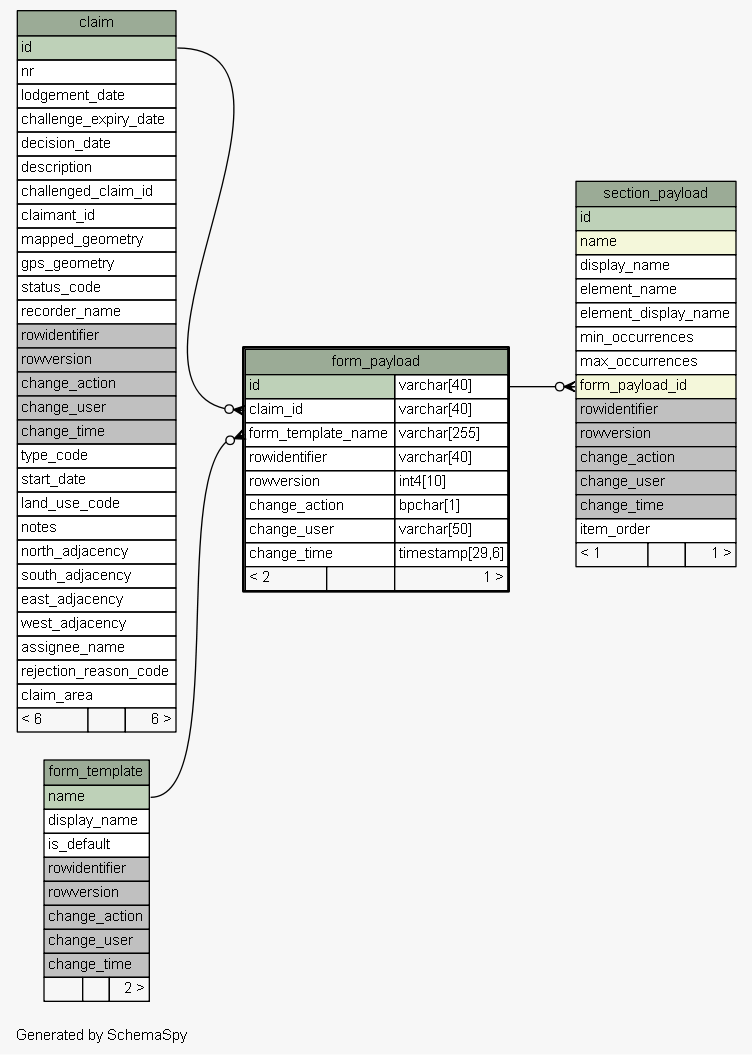 claim
id
nr
lodgement_date
challenge_expiry_date
decision_date
description
challenged_claim_id
claimant_id
mapped_geometry
gps_geometry
status_code
recorder_name
rowidentifier
rowversion
change_action
change_user
change_time
type_code
start_date
land_use_code
notes
north_adjacency
south_adjacency
east_adjacency
west_adjacency
assignee_name
rejection_reason_code
claim_area
< 6 6 >
form_template
name
display_name
is_default
rowidentifier
rowversion
change_action
change_user
change_time
2 >
form_payload
id varchar[40]
claim_id varchar[40]
form_template_name varchar[255]
rowidentifier varchar[40]
rowversion int4[10]
change_action bpchar[1]
change_user varchar[50]
change_time timestamp[29,6]
< 2 1 >
section_payload
id
name
display_name
element_name
element_display_name
min_occurrences
max_occurrences
form_payload_id
rowidentifier
rowversion
change_action
change_user
change_time
item_order
< 1 1 >
Generated by SchemaSpy